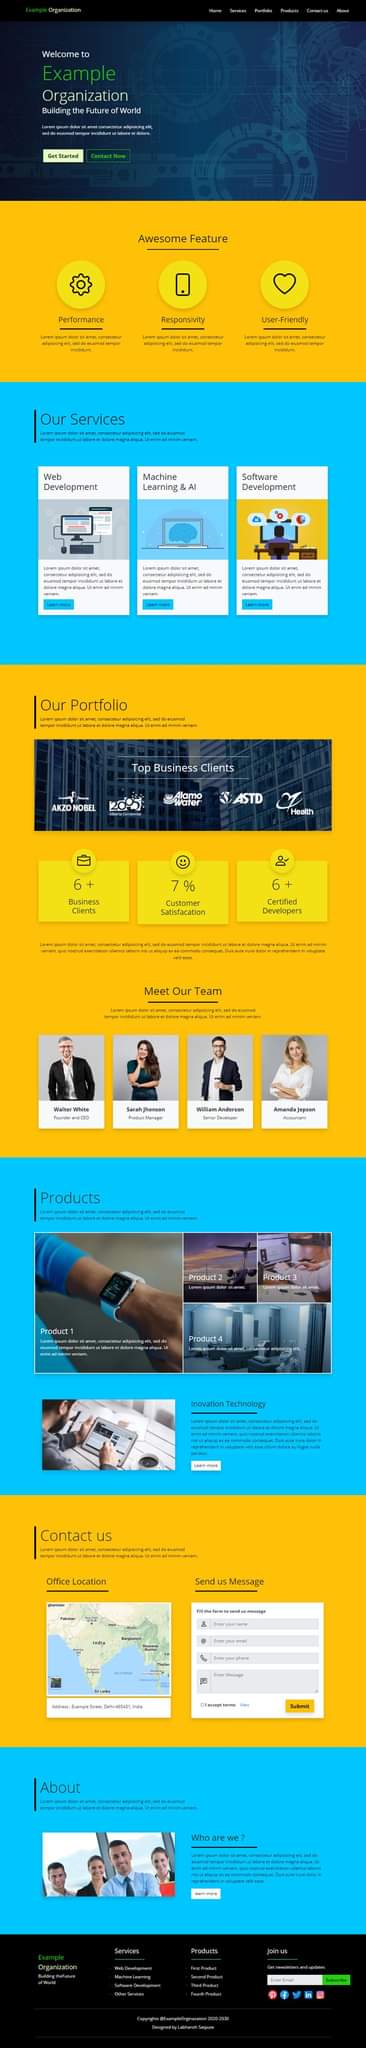 Example Organization
Home Services Portfolio Products Contact us About
Welcome to
Example
Organization
Building the Future of World
Lorem ipsum dolor sit amet consectetur adipisicing elit,
sed do eiusmod tempor incididunt ut labore et dolore.
Get Started Contact Now
Awesome Feature
Performance
Lorem ipsum dolor sit amet, consectetur
adipisicing elit, sed do eiusmod tempor
incididunt.
Responsivity
Lorem ipsum dolor sit amet, consectetur
adipisicing elit, sed do eiusmod tempor
incididunt.
User-Friendly
Lorem ipsum dolor sit amet, consectetur
adipisicing elit, sed do eiusmod tempor
incididunt.
Our Services
Lorem ipsum dolor sit amet, consectetur adipisicing elit, sed do eiusmod
tempor incididunt ut labore et dolore magna aliqua. Ut enim ad minim veniam.
Web
Development
Lorem ipsum dolor sit amet,
consectetur adipisicing elit, sed do
eiusmod tempor incididunt ut labore et
dolore magna aliqua. Ut enim ad minim
veniam.
Learn more
Machine
Learning & AI
Lorem ipsum dolor sit amet,
consectetur adipisicing elit, sed do
eiusmod tempor incididunt ut labore et
dolore magna aliqua. Ut enim ad minim
veniam.
Learn more
Software
Development
Lorem ipsum dolor sit amet,
consectetur adipisicing elit, sed do
eiusmod tempor incididunt ut labore et
dolore magna aliqua. Ut enim ad minim
veniam.
Learn more
Our Portfolio
Lorem ipsum dolor sit amet, consectetur adipisicing elit, sed do eiusmod
tempor incididunt ut labore et dolore magna aliqua. Ut enim ad minim veniam.
Top Business Clients
AKZO NOBEL
Alamo
Water
ASTD
Health
6 +
Business
Clients
7 %
Customer
Satisfacation
6 +
Certified
Developers
Lorem ipsum dolor sit amet, consectetur adipisicing elit, sed do eiusmod tempor incididunt ut labore et dolore magna aliqua. Ut enim ad minim
veniam, quis nostrud exercitation ullamco laboris nisi ut aliquip ex ea commodo consequat. Duis aute irure dolor in reprehenderit in voluptate
velit esse.
Meet Our Team
Lorem ipsum dolor sit amet, consectetur adipisicing elit, sed do eiusmod
tempor incididunt ut labore et dolore magna aliqua. Ut enim ad minim veniam.
Walter White
Founder and CEO
Sarah Jhonson
Product Manager
William Anderson
Senior Developer
Amanda Jepson
Accountant
Products
Lorem ipsum dolor sit amet, consectetur adipisicing elit, sed do eiusmod
tempor incididunt ut labore et dolore magna aliqua. Ut enim ad minim veniam.
Product 1
Lorem ipsum dolor sit amet, consectetur adipisicing elit, sed do
eiusmod tempor incididunt ut labore et dolore magna aliqua. Ut
enim ad minim veniam.
Product 2
Lorem ipsum dolor sit amet.
Product 3
Lorem ipsum dolor sit amet.
Product 4
Lorem ipsum dolor sit amet, consectetur adipisicing elit, sed do
Inovation Technology
Lorem ipsum dolor sit amet, consectetur adipisicing elit, sed do eiusmod
tempor incididunt ut labore et dolore magna aliqua. Ut enim ad minim
veniam, quis nostrud exercitation ullamco laboris
nisi ut aliquip ex ea commodo consequat. Duis aute irure dolor in
reprehenderit in voluptate velit esse cillum dolore eu fugiat nulla
pariatur.
Learn more
Contact us
Lorem ipsum dolor sit amet, consectetur adipisicing elit, sed do eiusmod
tempor incididunt ut labore et dolore magna aliqua. Ut enim ad minim veniam.
Office Location
Pakistan
India
Sri Lanka
Address : Example Street, Delhi-485431, India
Send us Message
Fill the form to send us message
Enter your name
Enter your email
Enter your phone
Enter Message
I accept terms View
Submit
About
Lorem ipsum dolor sit amet, consectetur adipisicing elit, sed do eiusmod
tempor incididunt ut labore et dolore magna aliqua. Ut enim ad minim veniam.
Who are we ?
Lorem ipsum dolor sit amet, consectetur adipisicing elit, sed do eiusmod
tempor incididunt ut labore et dolore magna aliqua. Ut enim ad minim
veniam, quis nostrud exercitation ullamco laboris
nisi ut aliquip ex ea commodo consequat. Duis aute irure dolor in
reprehenderit in voluptate velit esse.
learn more
Example
Organization
Building theFuture
of World
Services
Web Development
Machine Learning
Software Development
Other Services
Products
First Product
Second Product
Third Product
Fourth Product
Join us
Get newsletters and updates
Enter Email Subscribe
Copyrights @ExampleOrganaization 2020-2030
Designed by Labhansh Satpute